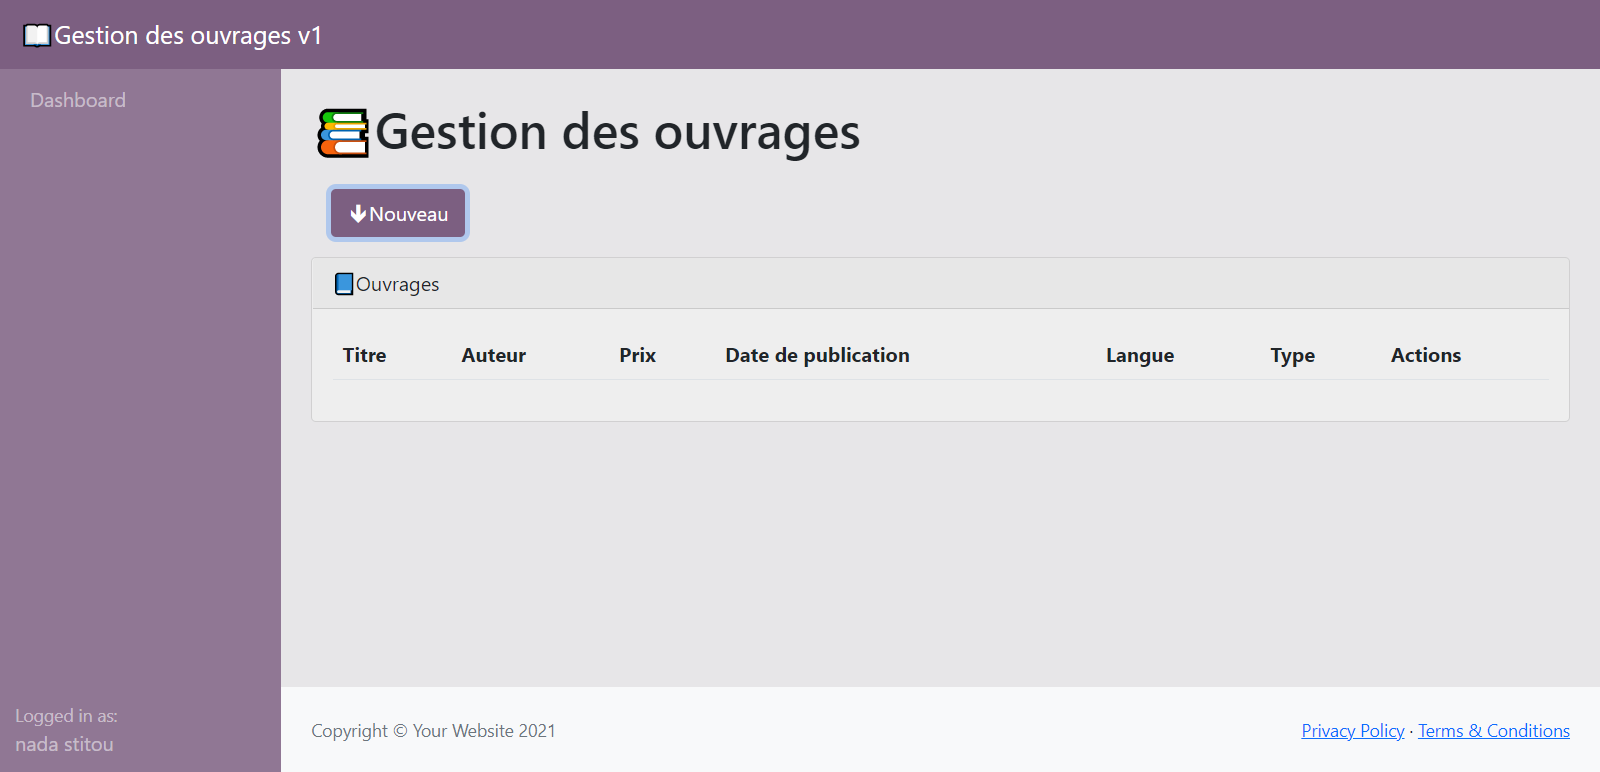 Gestion des ouvrages v1
Dashboard
Gestion des ouvrages
Nouveau
Ouvrages
Titre Auteur Prix Date de publication Langue Type Actions
Logged in as:
nada stitou
Copyright © Your Website 2021
Privacy Policy · Terms & Conditions